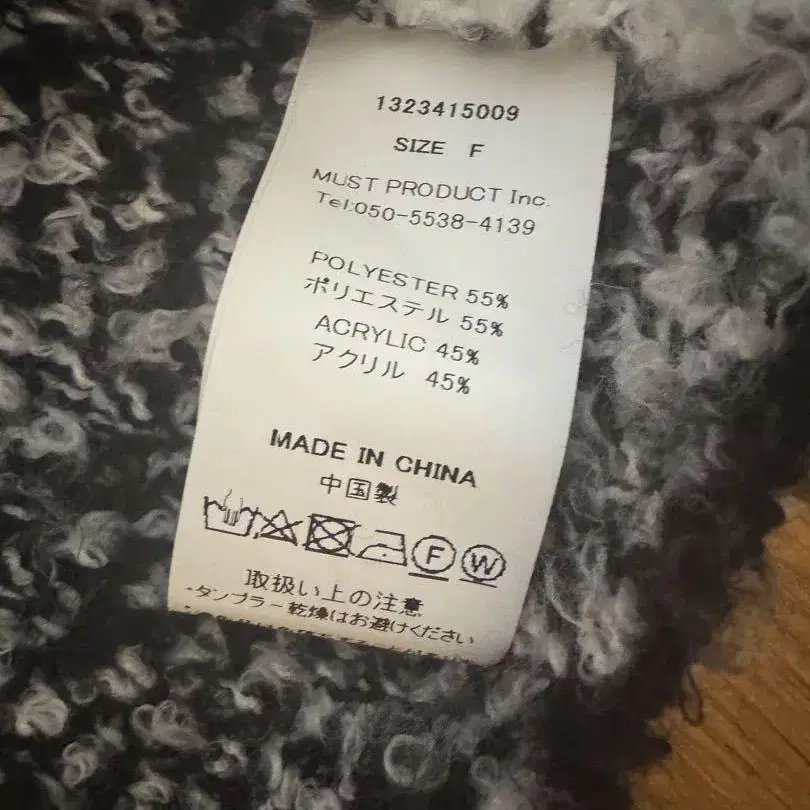 1323415009
SIZE F
MUST PRODUCT Inc.
Tel:050-5538-4139
POLYESTER 55%
ポリエステル 55%
ACRYLIC 45%
アクリル 45%
MADE IN CHINA
中国製
F W
取扱い上の注意
・タンブラー乾燥はお避けください